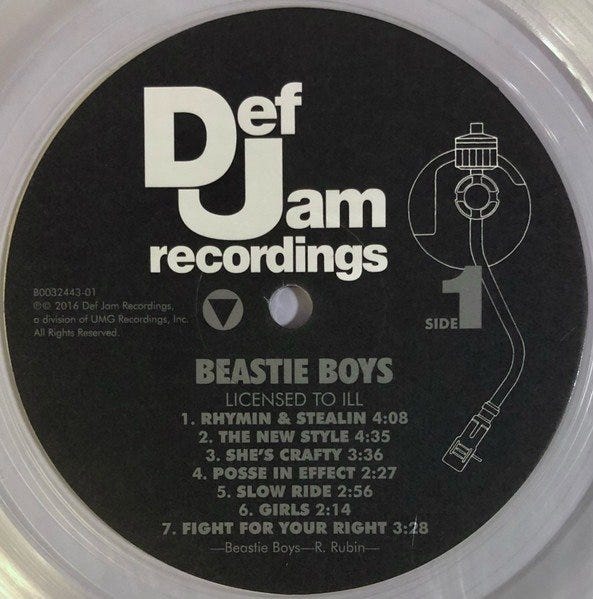 Def
Jam
recordings
B0032443-01
℗© 2016 Def Jam Recordings,
a division of UMG Recordings, Inc.
All Rights Reserved.
SIDE 1
BEASTIE BOYS
LICENSED TO ILL
1. RHYMIN & STEALIN 4:08
2. THE NEW STYLE 4:35
3. SHE'S CRAFTY 3:36
4. POSSE IN EFFECT 2:27
5. SLOW RIDE 2:56
6. GIRLS 2:14
7. FIGHT FOR YOUR RIGHT 3:28
—Beastie Boys—R. Rubin—